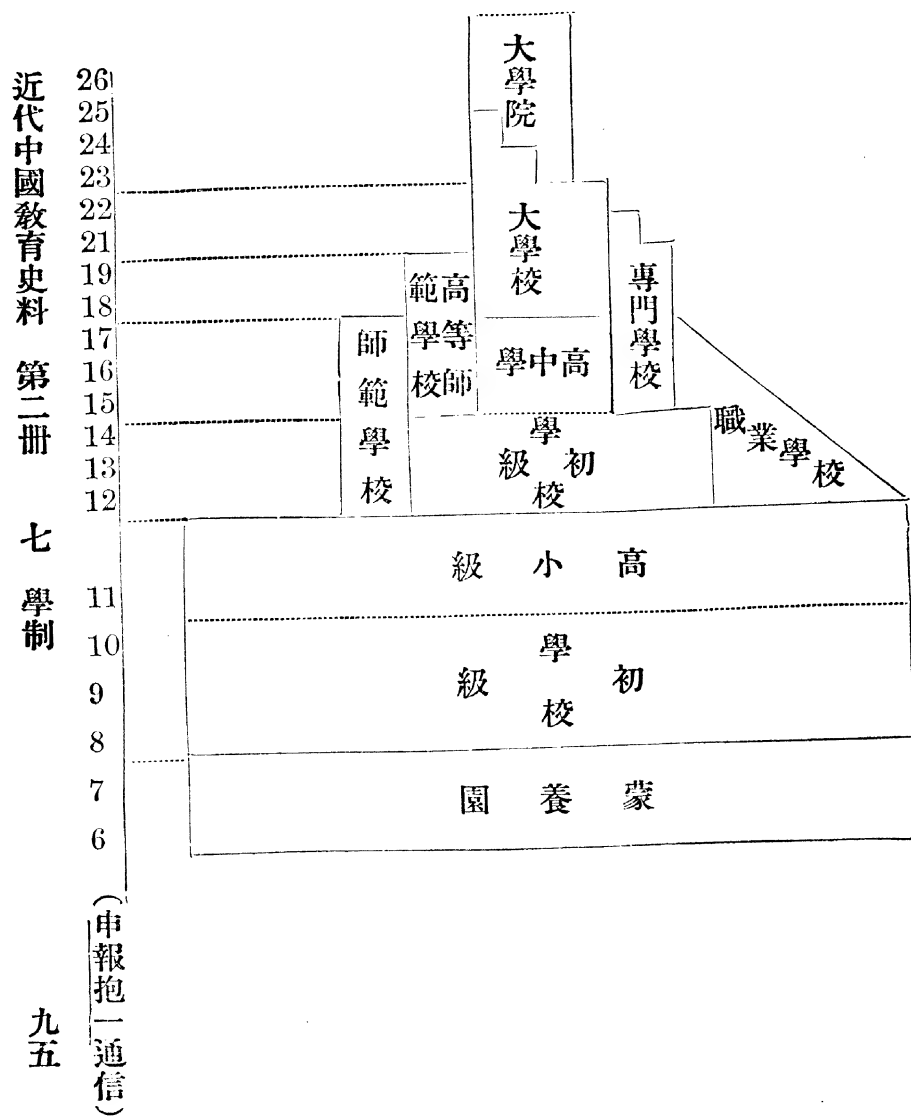 大學院
大學校
專門學校
高等師
範學校
師範學校
高中學
學
初級
校
職業學校
高小級
學
初級
校
蒙養園
26
25
24
23
22
21
19
18
17
16
15
14
13
12
11
10
9
8
7
6
(申報抱一通信)
近代中國敎育史料 第二冊 七 學制 九五